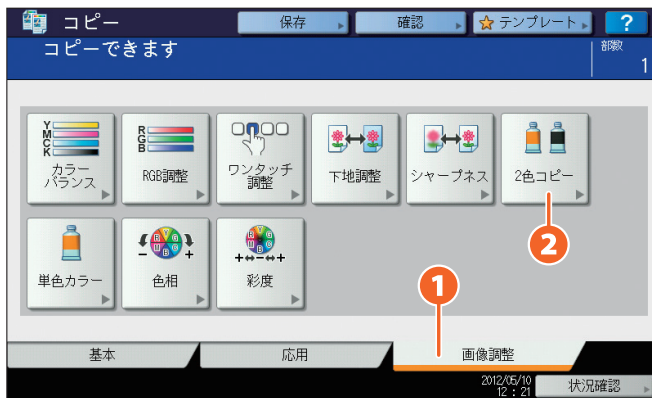 コピー
保存
確認
テンプレート
?
コピーできます
部数
1
Y
M
C
K
カラー
バランス
R
G
B
RGB調整
ワンタッチ
調整
下地調整
シャープネス
2色コピー
2
単色カラー
色相
彩度
1
基本
応用
画像調整
2012/05/10
12 : 21
状況確認